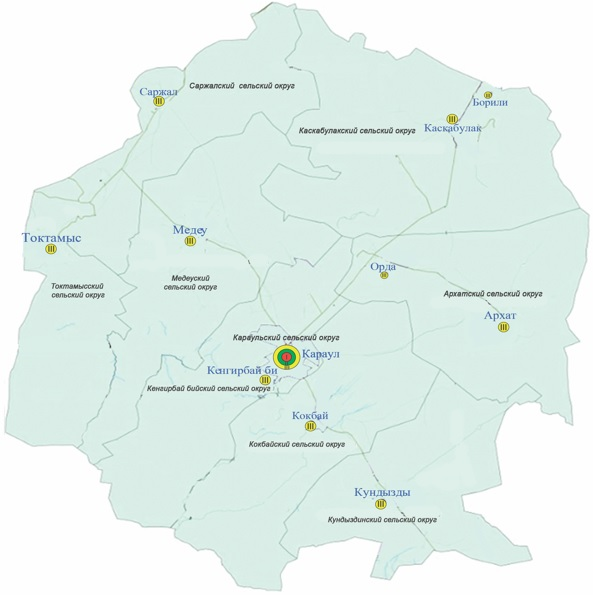 Саржал
Саржалский сельский округ
Борили
Каскабулак
Каскабулакский сельский округ
Токтамыс
Медеу
Орда
Токтамысский
сельский округ
Медеуский
сельский округ
Архатский сельский округ
Архат
Караульский сельский округ
Караул
Кенгирбай би
Кенгирбай бийский сельский округ
Кокбай
Кокбайский сельский округ
Кундызды
Кундыздинский сельский округ